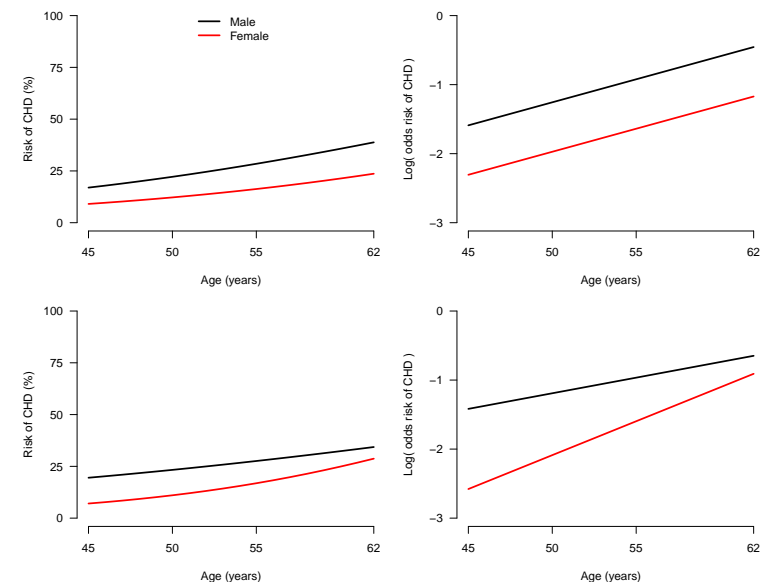 100
75
50
25
0
Risk of CHD (%)
Male
Female
45 50 55 62
Age (years)
0
−1
−2
−3
Log( odds risk of CHD )
45 50 55 62
Age (years)
100
75
50
25
0
Risk of CHD (%)
45 50 55 62
Age (years)
0
−1
−2
−3
Log( odds risk of CHD )
45 50 55 62
Age (years)